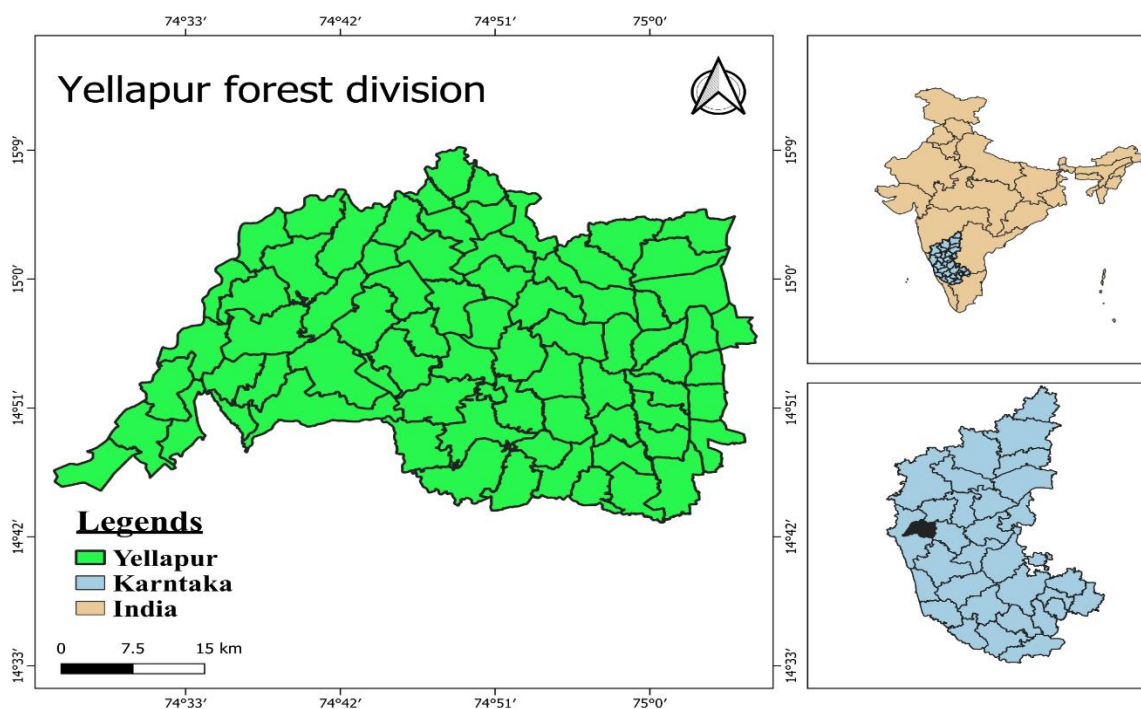 74°33' 74°42' 74°51' 75°0'
Yellapur forest division
15°9'
15°9'
15°0'
15°0'
14°51'
14°51'
14°42'
14°42'
14°33'
14°33'
Legends
Yellapur
Karntaka
India
0 7.5 15 km
74°33' 74°42' 74°51' 75°0'